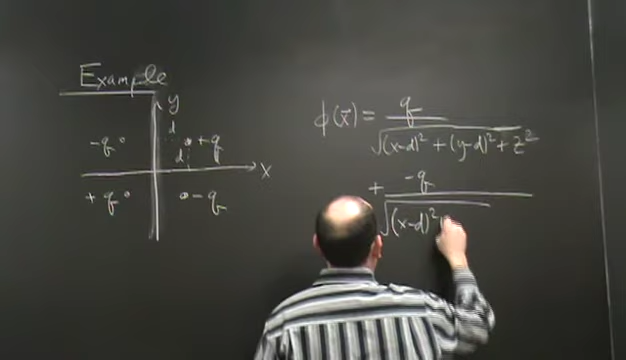 Example
y
d
-q
d
+q
x
+q
-q
ϕ(x⃗) = q / √((x-d)² + (y-d)² + z²)
+ -q / √((x-d)²